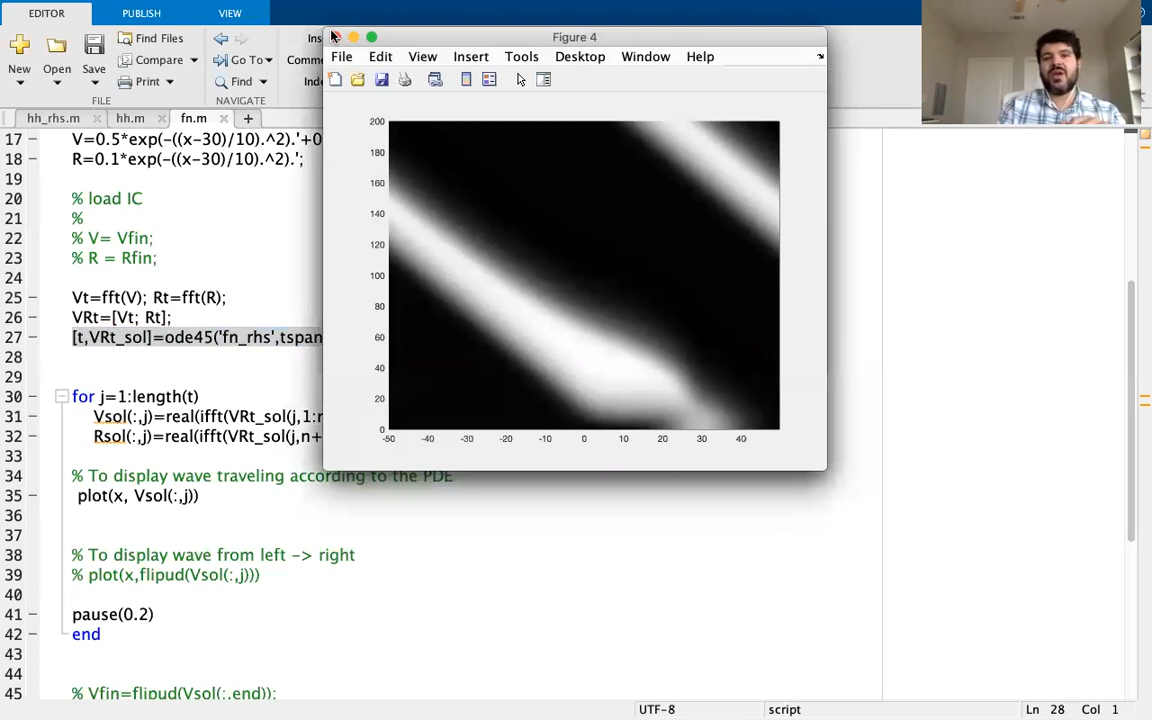 EDITOR PUBLISH VIEW
New Open Save
Find Files
Compare
Print
Go To
Find
FILE NAVIGATE
Figure 4
File Edit View Insert Tools Desktop Window Help
hh_rhs.m hh.m fn.m
17 V=0.5*exp(-((x-30)/10).^2).'+0
18 R=0.1*exp(-((x-30)/10).^2).';
19
20 % load IC
21 %
22 % V= Vfin;
23 % R = Rfin;
24
25 Vt=fft(V); Rt=fft(R);
26 VRt=[Vt; Rt];
27 [t,VRt_sol]=ode45('fn_rhs',tspan
28
29
30 for j=1:length(t)
31 Vsol(:,j)=real(ifft(VRt_sol(j,1:n
32 Rsol(:,j)=real(ifft(VRt_sol(j,n+
33
34 % To display wave traveling according to the PDE
35 plot(x, Vsol(:,j))
36
37
38 % To display wave from left -> right
39 % plot(x,flipud(Vsol(:,j)))
40
41 pause(0.2)
42 end
43
44
45 % Vfin=flipud(Vsol(:,end));
200
180
160
140
120
100
80
60
40
20
0
-50 -40 -30 -20 -10 0 10 20 30 40
UTF-8 script Ln 28 Col 1